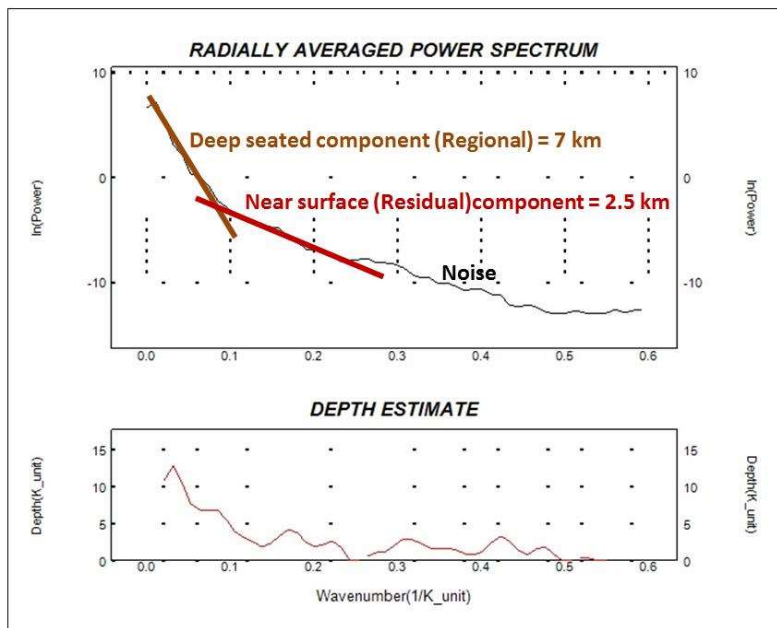 RADIALLY AVERAGED POWER SPECTRUM
10 10
Deep seated component (Regional) = 7 km
0 0
Near surface (Residual)component = 2.5 km
ln(Power) ln(Power)
Noise
-10 -10
0.0 0.1 0.2 0.3 0.4 0.5 0.6
DEPTH ESTIMATE
15 15
10 10
Depth(K_unit) Depth(K_unit)
5 5
0 0
0.0 0.1 0.2 0.3 0.4 0.5 0.6
Wavenumber(1/K_unit)